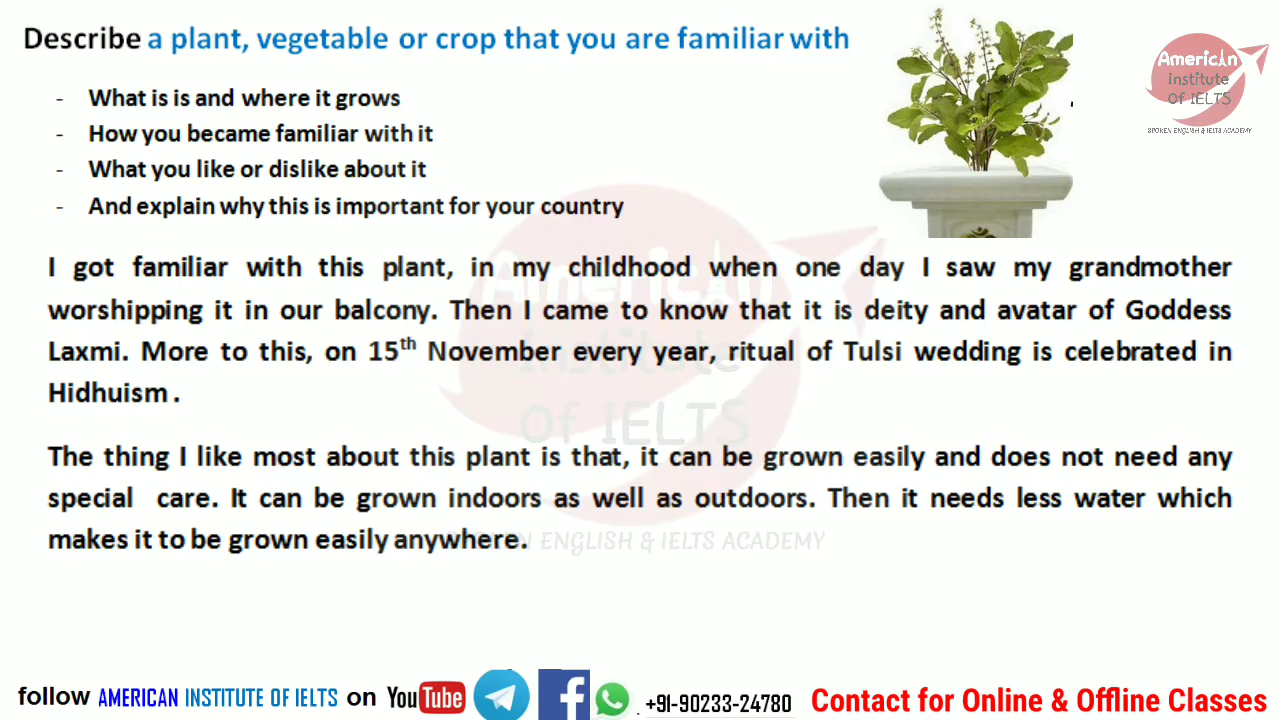 Describe a plant, vegetable or crop that you are familiar with
- What is is and where it grows
- How you became familiar with it
- What you like or dislike about it
- And explain why this is important for your country
American
Institute
Of IELTS
SPOKEN ENGLISH & IELTS ACADEMY
I got familiar with this plant, in my childhood when one day I saw my grandmother
worshipping it in our balcony. Then I came to know that it is deity and avatar of Goddess
Laxmi. More to this, on 15th November every year, ritual of Tulsi wedding is celebrated in
Hidhuism .
The thing I like most about this plant is that, it can be grown easily and does not need any
special care. It can be grown indoors as well as outdoors. Then it needs less water which
makes it to be grown easily anywhere.
American
Institute
Of IELTS
SPOKEN ENGLISH & IELTS ACADEMY
follow AMERICAN INSTITUTE OF IELTS on YouTube . +91-90233-24780 Contact for Online & Offline Classes